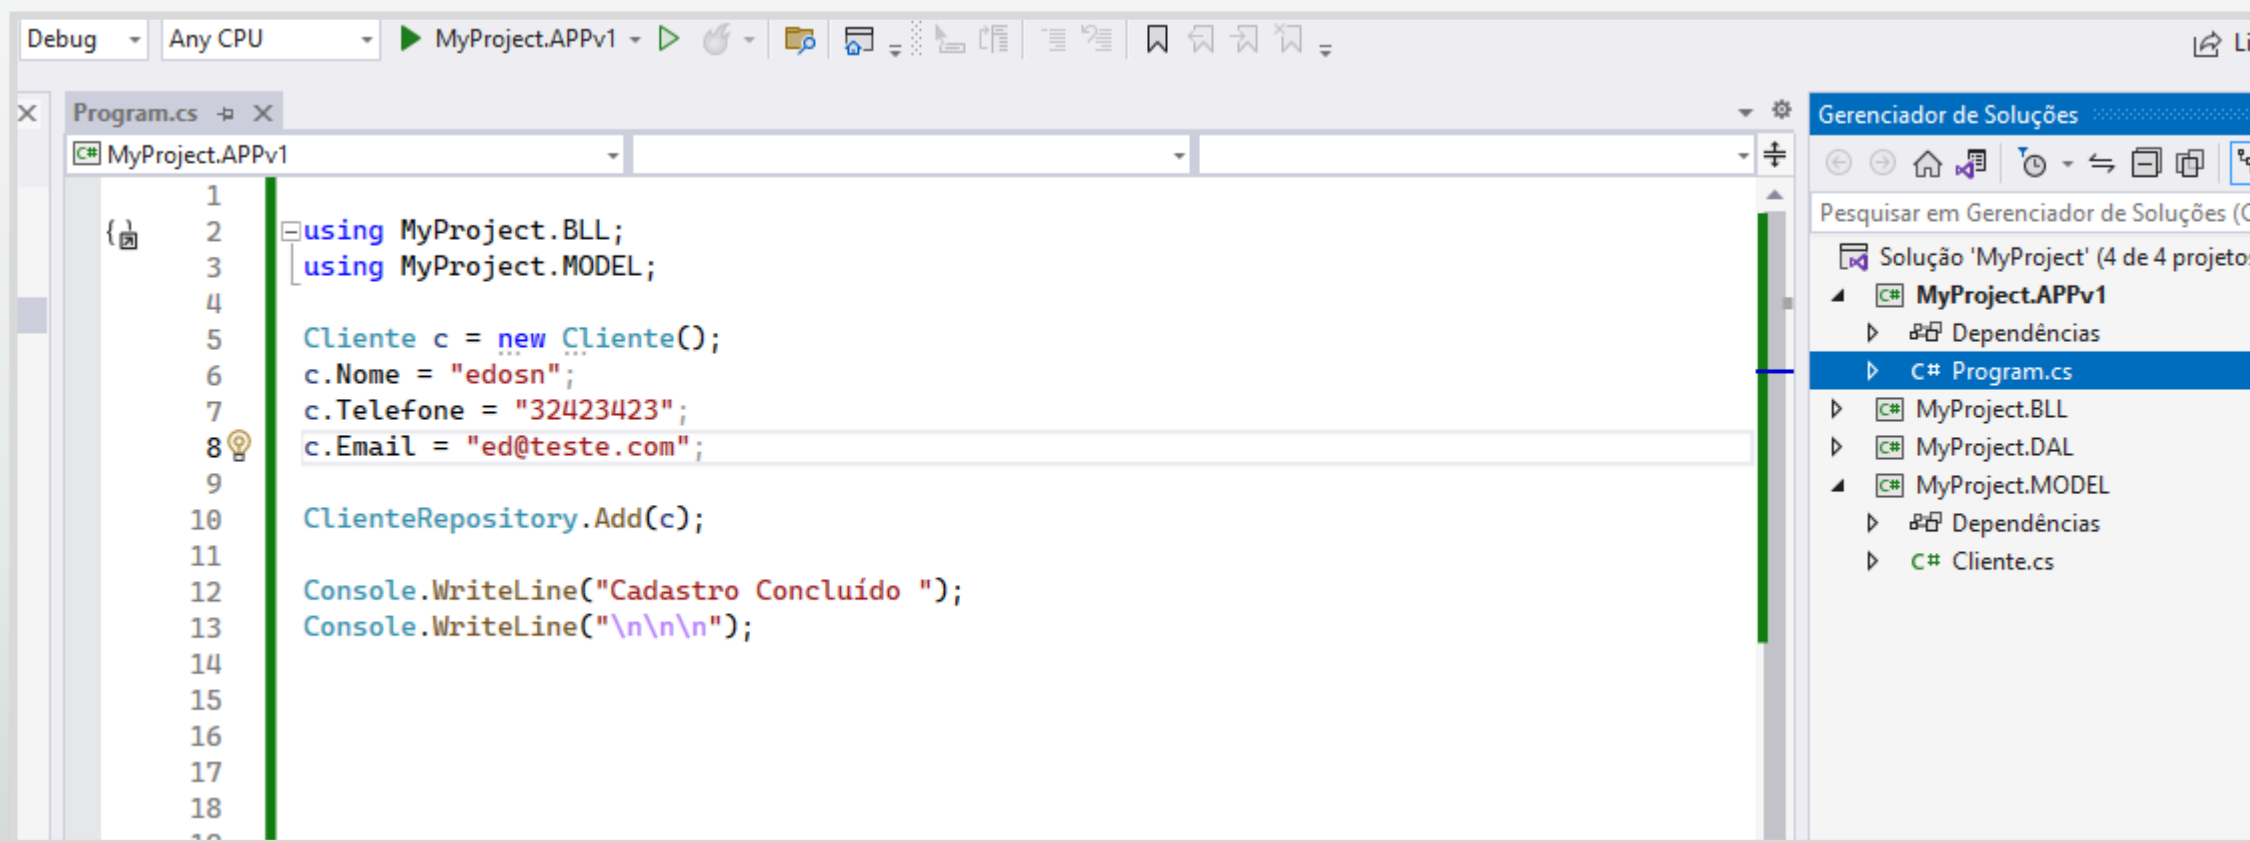 Debug Any CPU MyProject.APPv1
Program.cs
C# MyProject.APPv1
1
2 using MyProject.BLL;
3 using MyProject.MODEL;
4
5 Cliente c = new Cliente();
6 c.Nome = "edosn";
7 c.Telefone = "32423423";
8 c.Email = "ed@teste.com";
9
10 ClienteRepository.Add(c);
11
12 Console.WriteLine("Cadastro Concluído ");
13 Console.WriteLine("\n\n\n");
14
15
16
17
18
Gerenciador de Soluções
Pesquisar em Gerenciador de Soluções (
Solução 'MyProject' (4 de 4 projetos
C# MyProject.APPv1
Dependências
C# Program.cs
C# MyProject.BLL
C# MyProject.DAL
C# MyProject.MODEL
Dependências
C# Cliente.cs